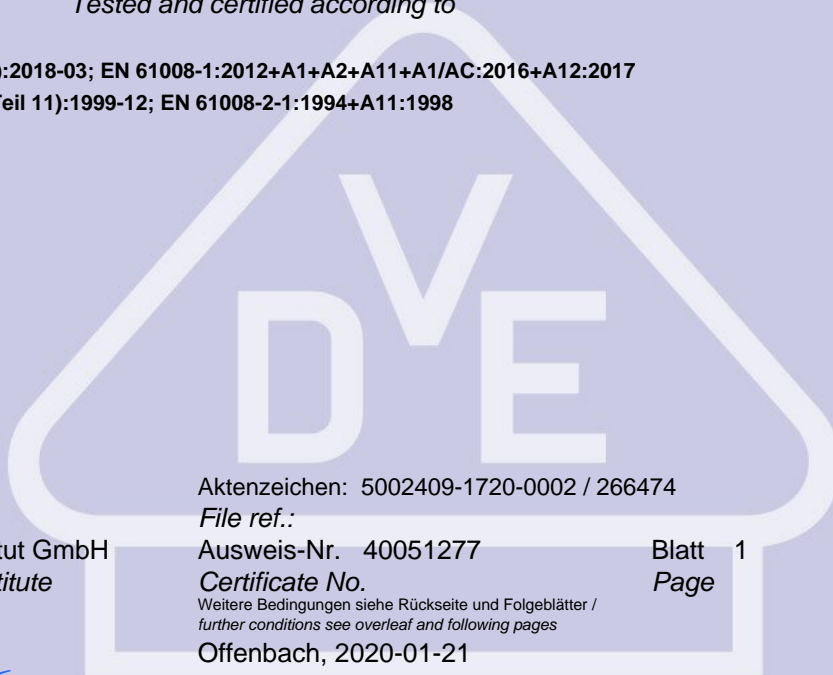 Tested and certified according to
):2018-03; EN 61008-1:2012+A1+A2+A11+A1/AC:2016+A12:2017
Teil 11):1999-12; EN 61008-2-1:1994+A11:1998
VDE
Aktenzeichen: 5002409-1720-0002 / 266474
File ref.:
tut GmbH Ausweis-Nr. 40051277 Blatt 1
titute Certificate No. Page
Weitere Bedingungen siehe Rückseite und Folgeblätter /
further conditions see overleaf and following pages
Offenbach, 2020-01-21